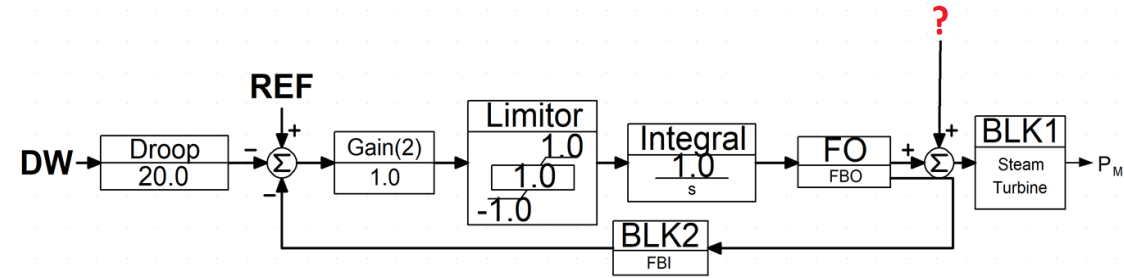 ?
REF
+
DW
Droop
20.0
−
Σ
−
Gain(2)
1.0
Limitor
1.0
1.0
-1.0
Integral
1.0
s
FO
FBO
+
+
Σ
BLK1
Steam
Turbine
P_M
BLK2
FBI